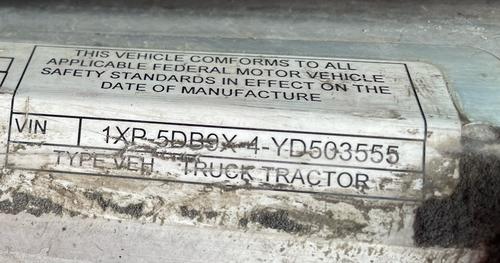 THIS VEHICLE COMFORMS TO ALL
APPLICABLE FEDERAL MOTOR VEHICLE
SAFETY STANDARDS IN EFFECT ON THE
DATE OF MANUFACTURE
VIN 1XP-5DB9X-4-YD503555
TYPE VEH TRUCK TRACTOR